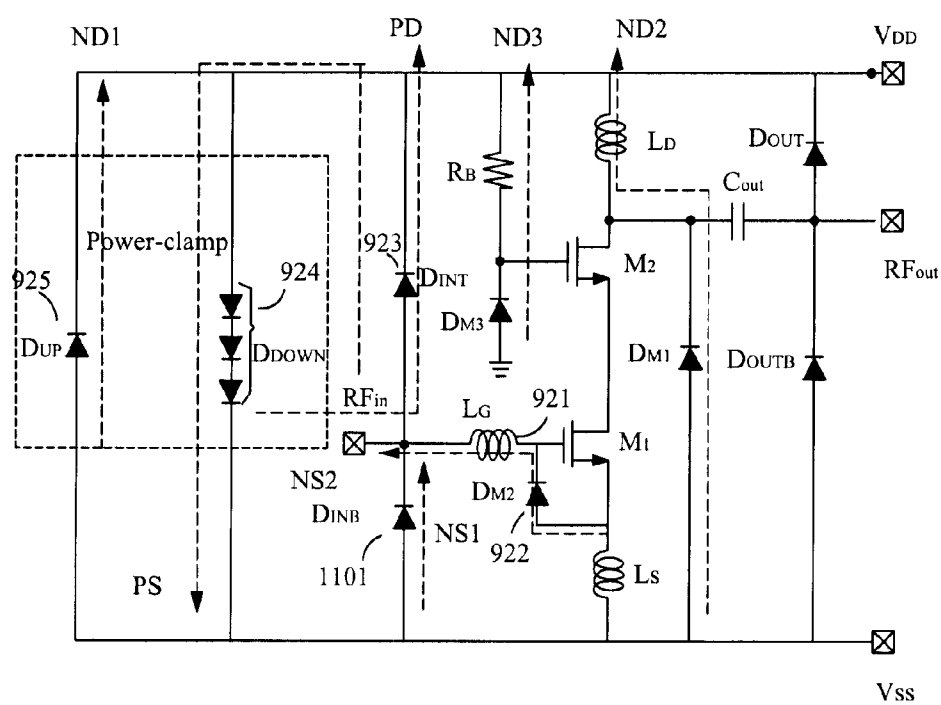 ND1
PD
ND3
ND2
VDD
LD
DOUT
RB
Cout
Power-clamp
923
M2
RFout
925
924
DINT
DUP
DDOWN
DM3
DM1
DOUTB
RFin
LG
921
M1
NS2
DM2
DINB
NS1
922
1101
LS
PS
VSS